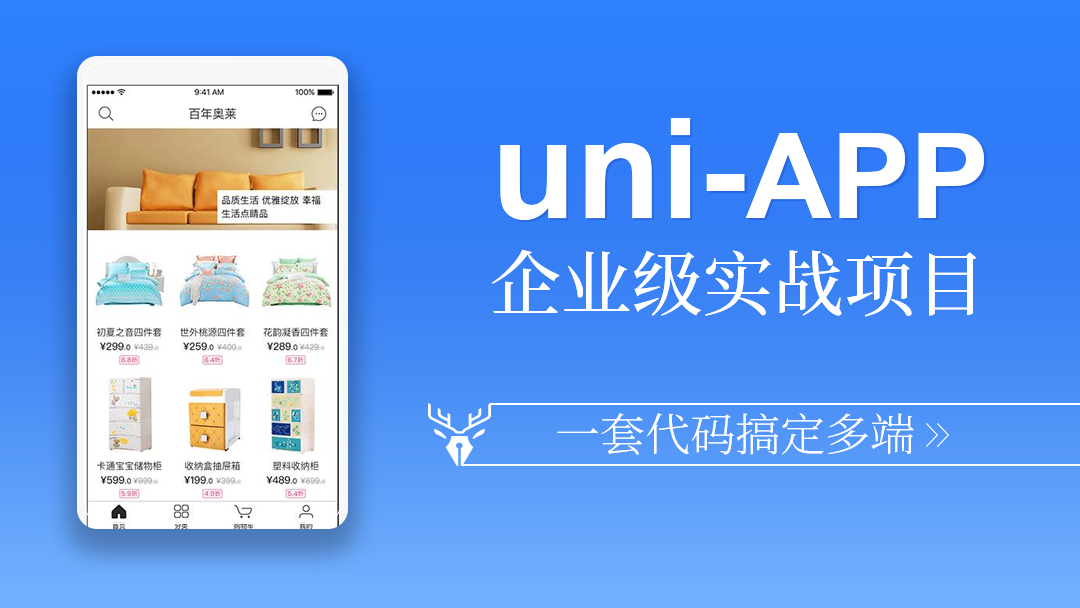 9:41 AM
100%
百年奥莱
品质生活 优雅绽放 幸福
生活点睛品
初夏之音四件套
世外桃源四件套
花韵凝香四件套
¥299.0 ¥439.0
¥259.0 ¥400.0
¥289.0 ¥429.0
6.8折
6.4折
6.7折
卡通宝宝储物柜
收纳盒抽屉箱
塑料收纳柜
¥599.0 ¥999.0
¥199.0 ¥399.0
¥489.0 ¥899.0
5.9折
4.9折
5.4折
uni-APP
企业级实战项目
一套代码搞定多端